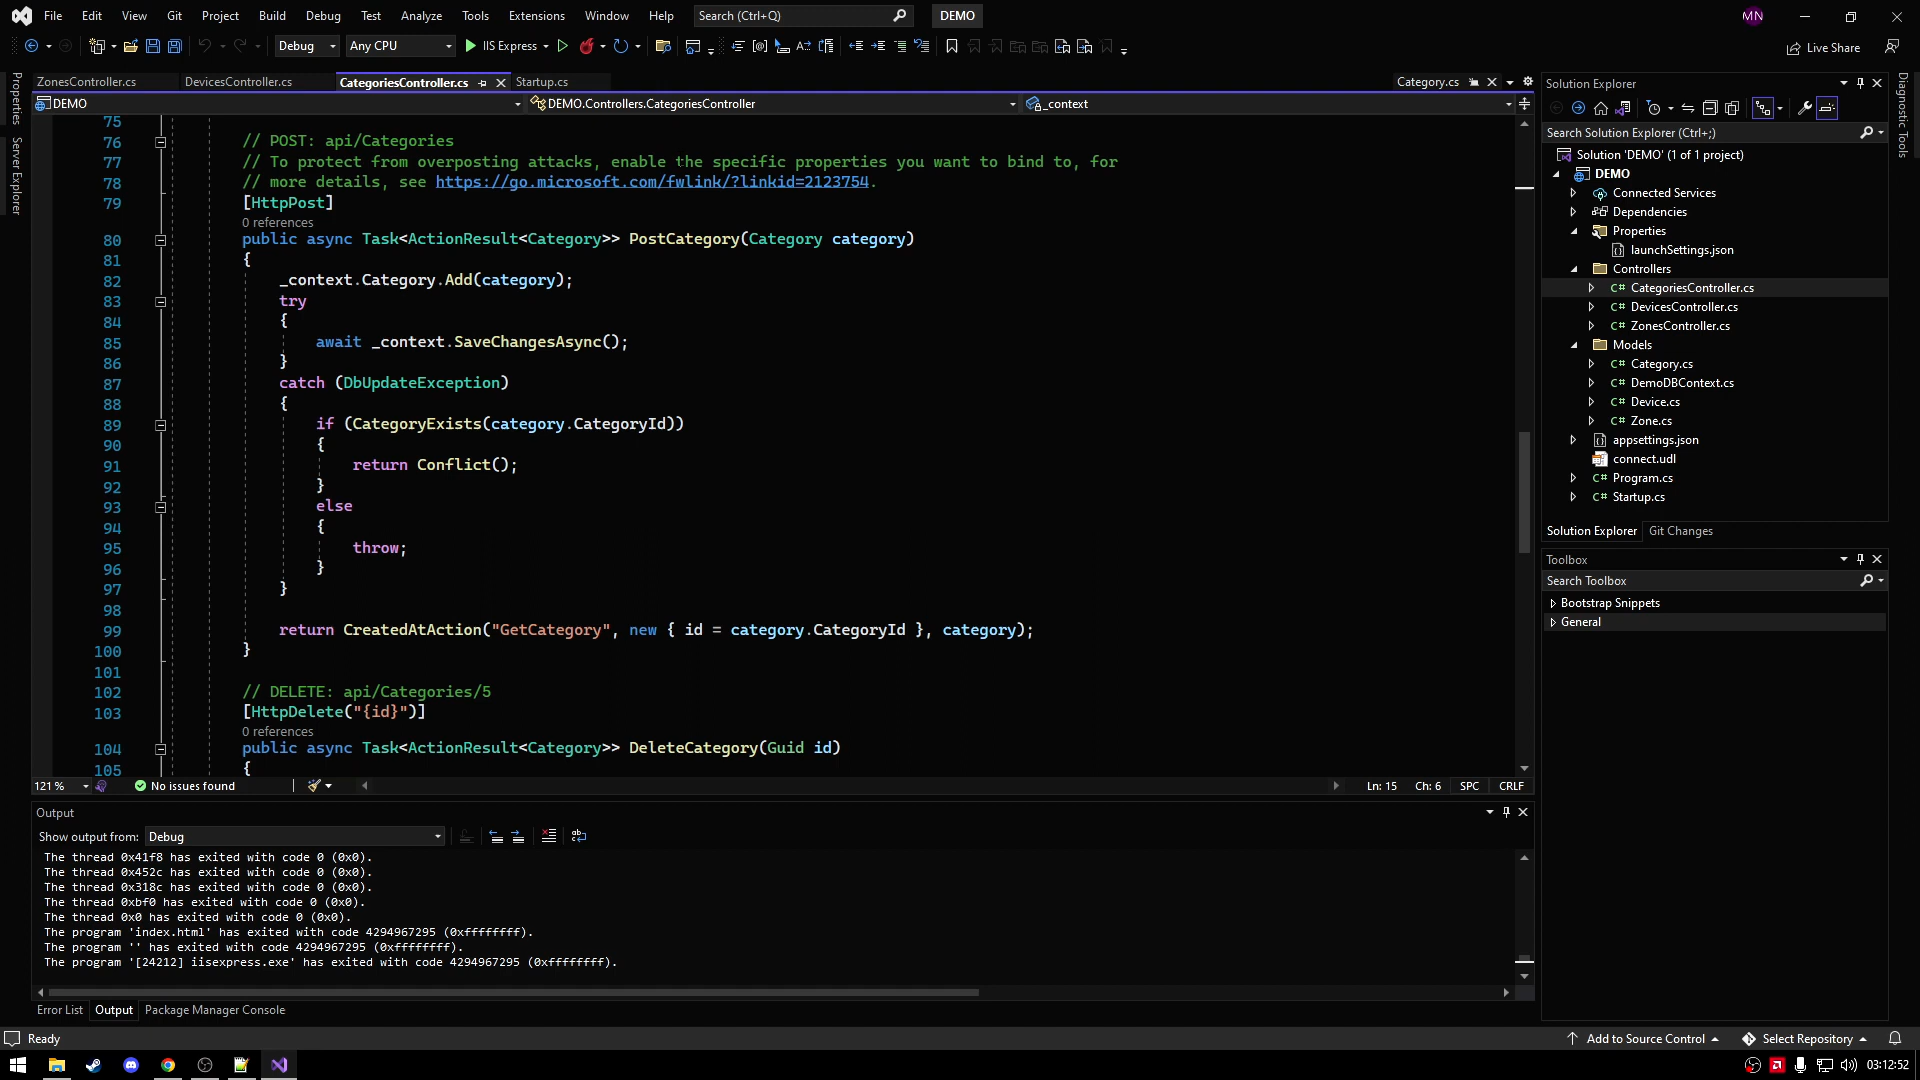 File Edit View Git Project Build Debug Test Analyze Tools Extensions Window Help Search (Ctrl+Q) DEMO MN
Debug Any CPU IIS Express Live Share
ZonesController.cs DevicesController.cs CategoriesController.cs Startup.cs Category.cs
DEMO DEMO.Controllers.CategoriesController _context
Properties
Server Explorer
75
76 // POST: api/Categories
77 // To protect from overposting attacks, enable the specific properties you want to bind to, for
78 // more details, see https://go.microsoft.com/fwlink/?linkid=2123754.
79 [HttpPost]
0 references
80 public async Task<ActionResult<Category>> PostCategory(Category category)
81 {
82 _context.Category.Add(category);
83 try
84 {
85 await _context.SaveChangesAsync();
86 }
87 catch (DbUpdateException)
88 {
89 if (CategoryExists(category.CategoryId))
90 {
91 return Conflict();
92 }
93 else
94 {
95 throw;
96 }
97 }
98
99 return CreatedAtAction("GetCategory", new { id = category.CategoryId }, category);
100 }
101
102 // DELETE: api/Categories/5
103 [HttpDelete("{id}")]
0 references
104 public async Task<ActionResult<Category>> DeleteCategory(Guid id)
105 {
121 % No issues found Ln: 15 Ch: 6 SPC CRLF
Output
Show output from: Debug
The thread 0x41f8 has exited with code 0 (0x0).
The thread 0x452c has exited with code 0 (0x0).
The thread 0x318c has exited with code 0 (0x0).
The thread 0xbf0 has exited with code 0 (0x0).
The thread 0x0 has exited with code 0 (0x0).
The program 'index.html' has exited with code 4294967295 (0xffffffff).
The program '' has exited with code 4294967295 (0xffffffff).
The program '[24212] iisexpress.exe' has exited with code 4294967295 (0xffffffff).
Error List Output Package Manager Console
Solution Explorer
Search Solution Explorer (Ctrl+;)
Solution 'DEMO' (1 of 1 project)
DEMO
Connected Services
Dependencies
Properties
launchSettings.json
Controllers
C# CategoriesController.cs
C# DevicesController.cs
C# ZonesController.cs
Models
C# Category.cs
C# DemoDBContext.cs
C# Device.cs
C# Zone.cs
appsettings.json
connect.udl
C# Program.cs
C# Startup.cs
Solution Explorer Git Changes
Toolbox
Search Toolbox
Bootstrap Snippets
General
Diagnostic Tools
Ready Add to Source Control Select Repository
03:12:52